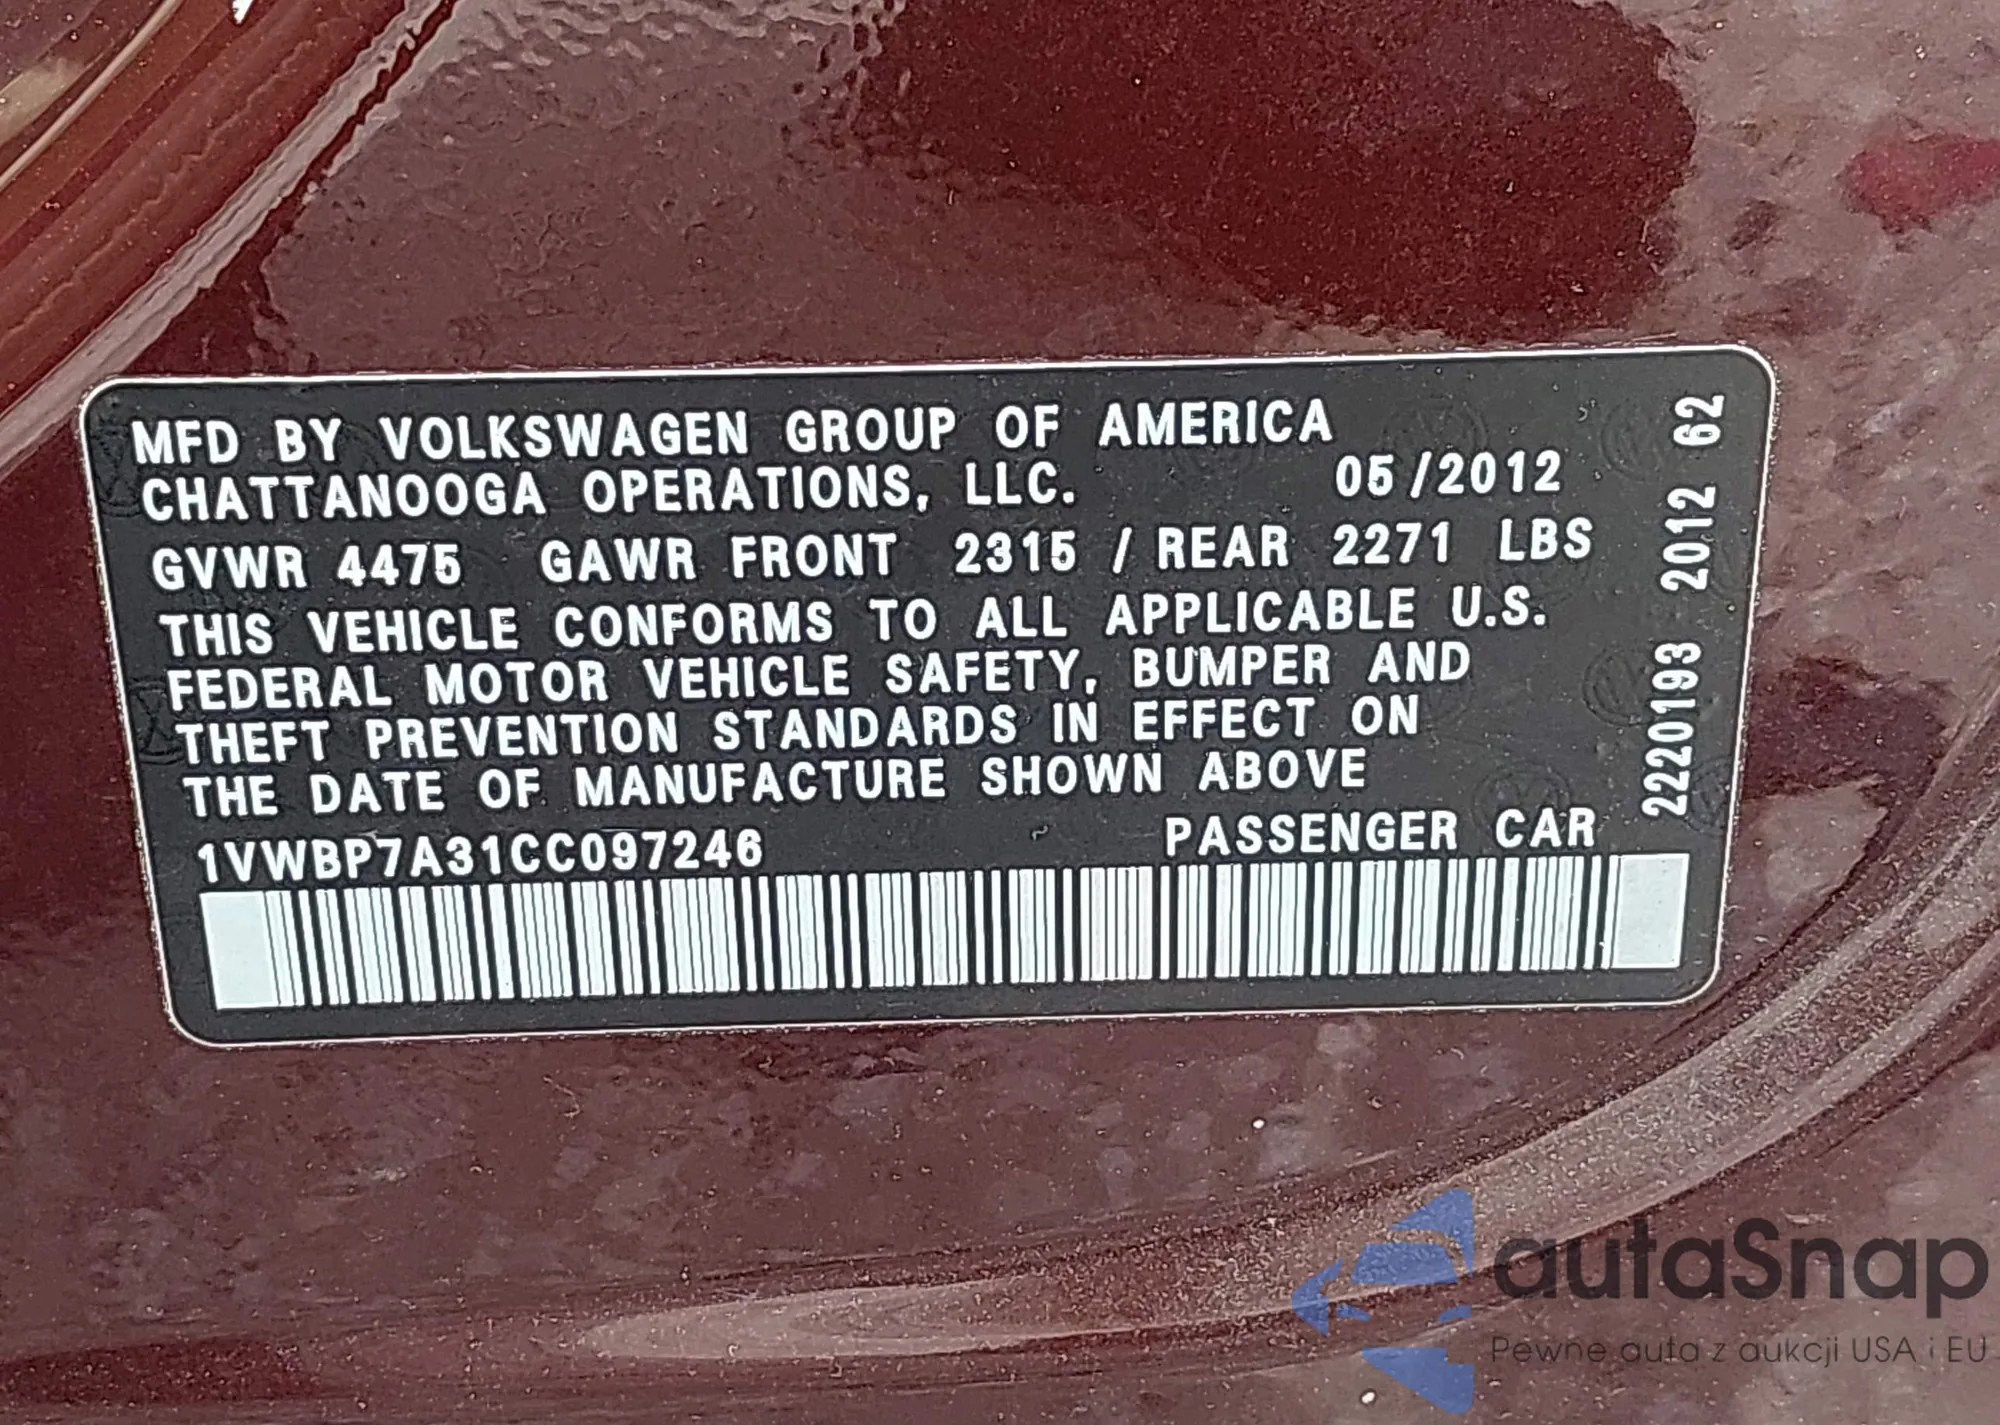 MFD BY VOLKSWAGEN GROUP OF AMERICA
CHATTANOOGA OPERATIONS, LLC. 05/2012
GVWR 4475 GAWR FRONT 2315 / REAR 2271 LBS
THIS VEHICLE CONFORMS TO ALL APPLICABLE U.S.
FEDERAL MOTOR VEHICLE SAFETY, BUMPER AND
THEFT PREVENTION STANDARDS IN EFFECT ON
THE DATE OF MANUFACTURE SHOWN ABOVE
1VWBP7A31CC097246 PASSENGER CAR
2220193 2012 62
autaSnap
Pewne auta z aukcji USA i EU